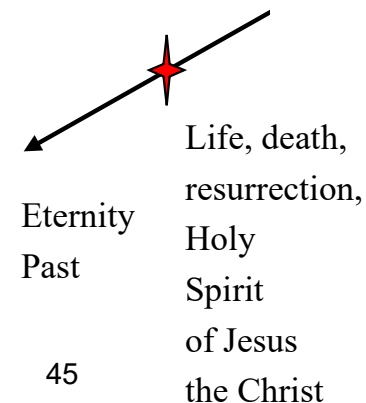 Life, death,
resurrection,
Holy
Spirit
of Jesus
the Christ
Eternity
Past
45